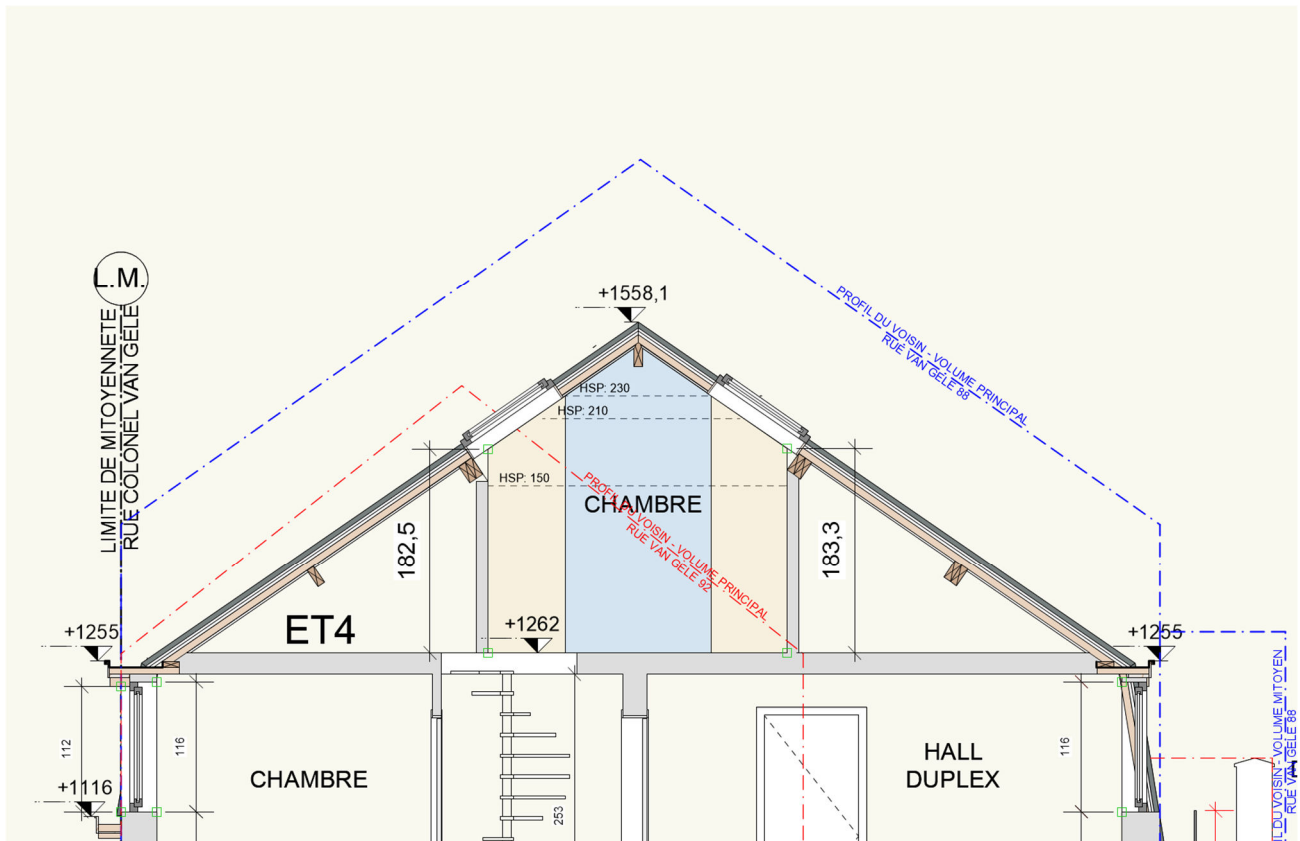 L.M.
LIMITE DE MITOYENNETE
RUE COLONEL VAN GELE
+1558,1
PROFIL DU VOISIN - VOLUME PRINCIPAL
RUE VAN GELE 88
HSP: 230
HSP: 210
HSP: 150
CHAMBRE
PROFIL DU VOISIN - VOLUME PRINCIPAL
RUE VAN GELE 92
182,5
183,3
ET4
+1262
+1255
+1255
112
116
+1116
CHAMBRE
253
HALL
DUPLEX
116
DU VOISIN - VOLUME MITOYEN
RUE VAN GELE 88